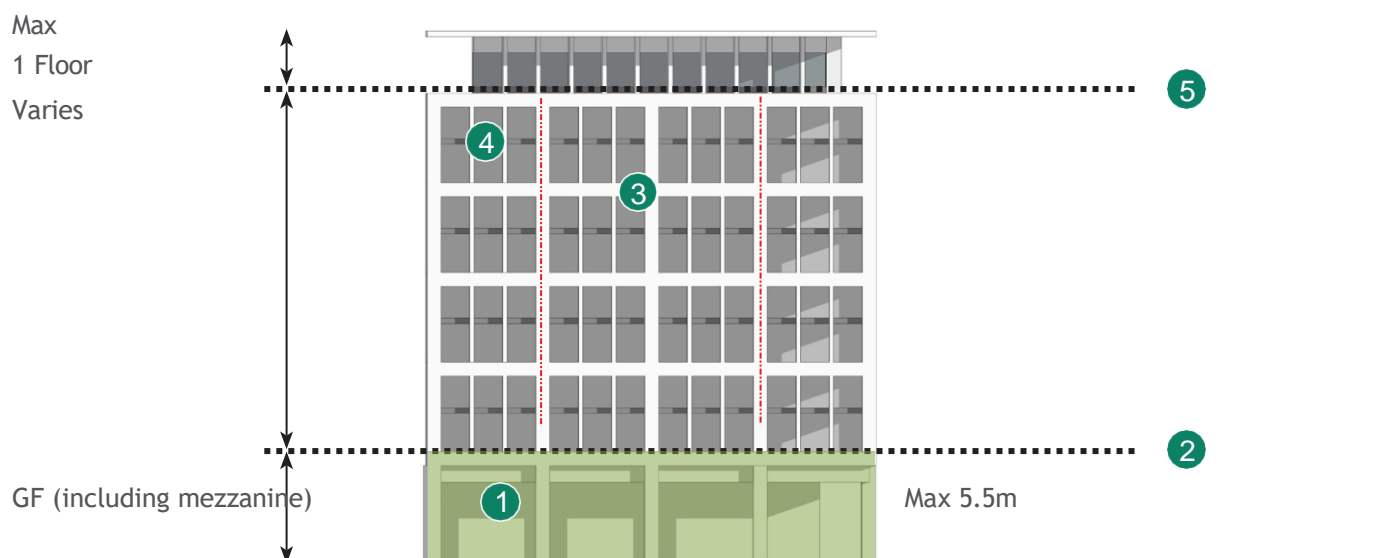 Max
1 Floor
5
Varies
4
3
2
GF (including mezzanine)
1
Max 5.5m